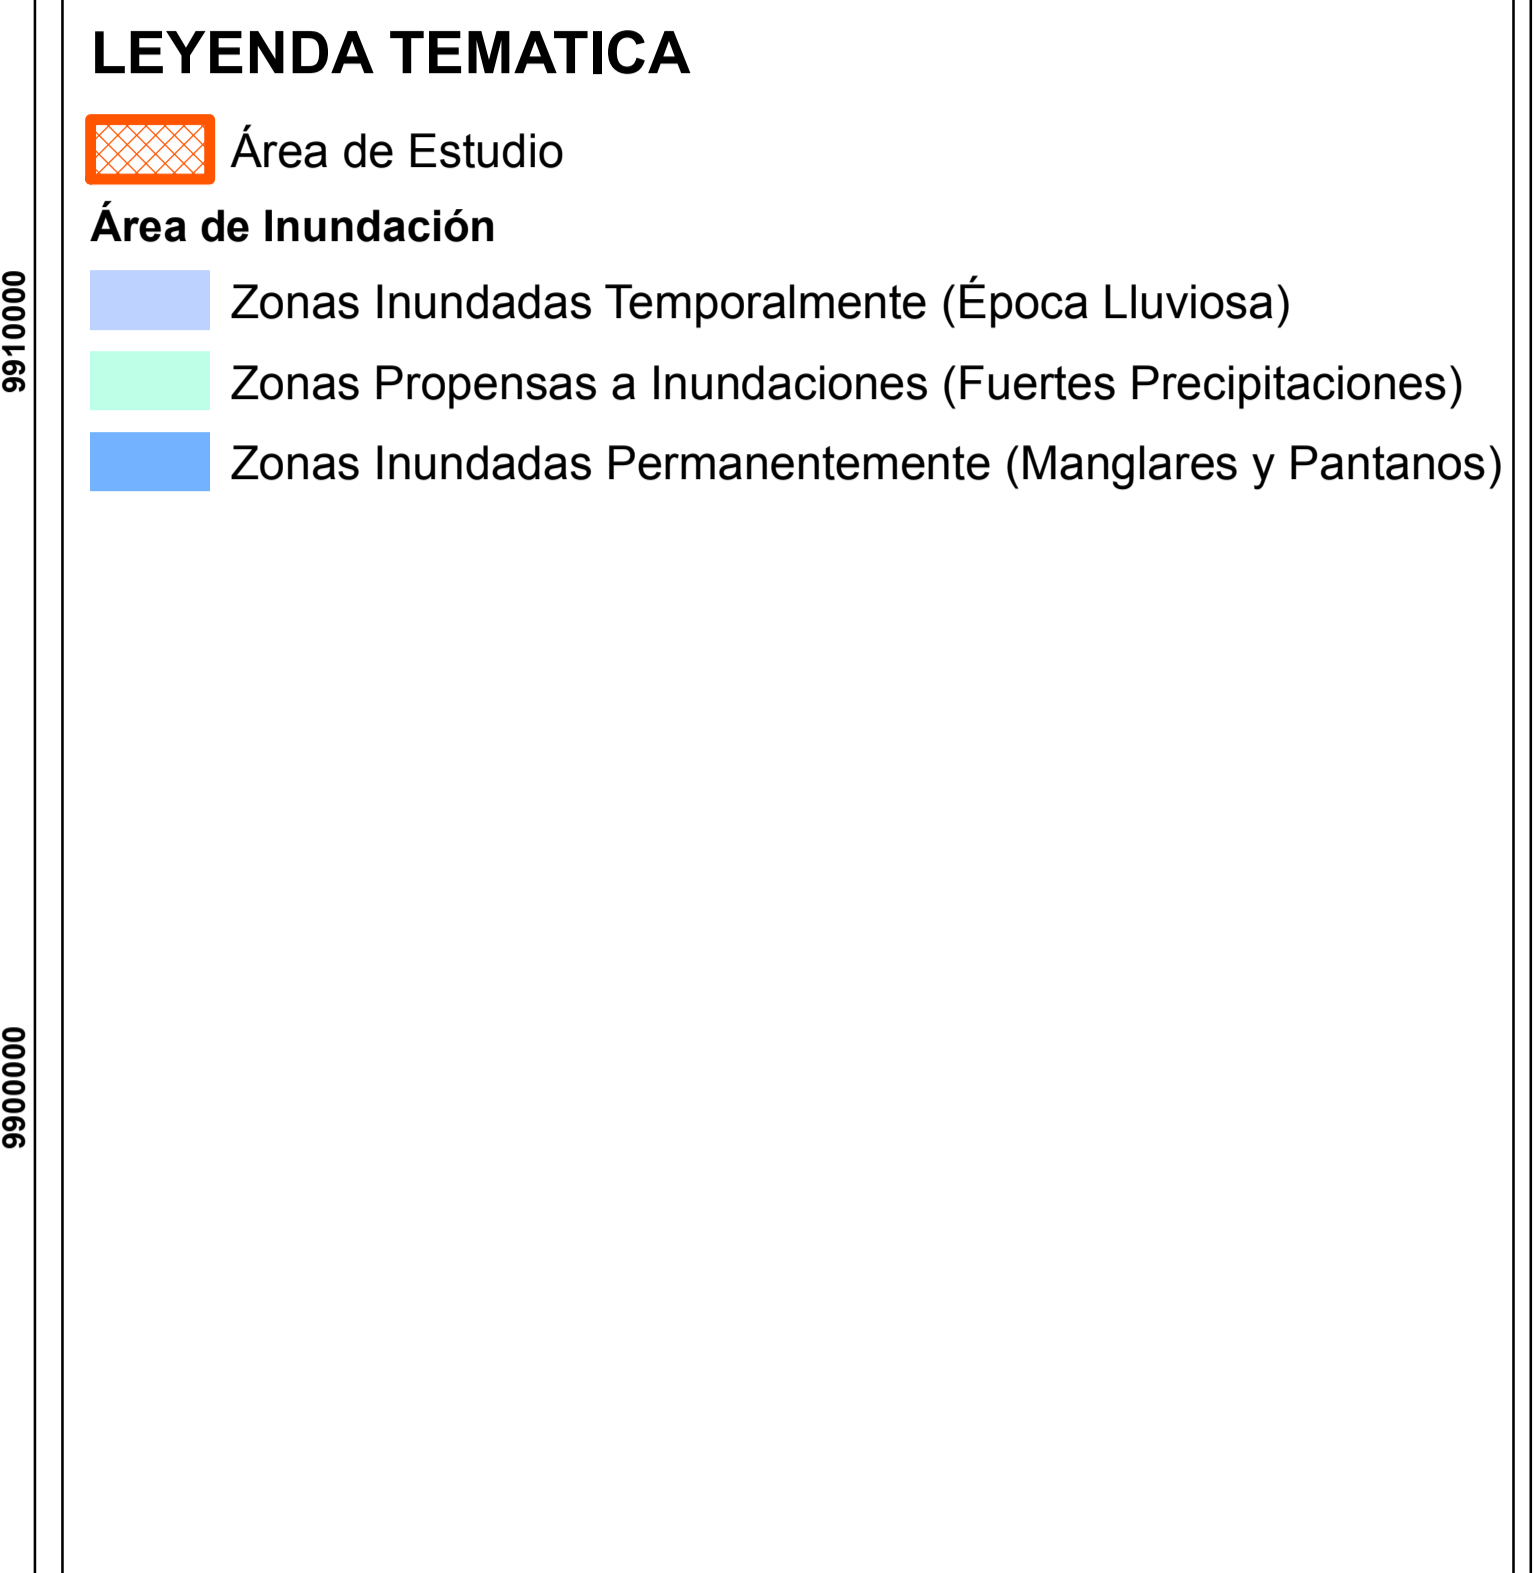 LEYENDA TEMATICA
Área de Estudio
Área de Inundación
Zonas Inundadas Temporalmente (Época Lluviosa)
Zonas Propensas a Inundaciones (Fuertes Precipitaciones)
Zonas Inundadas Permanentemente (Manglares y Pantanos)
9910000
9900000